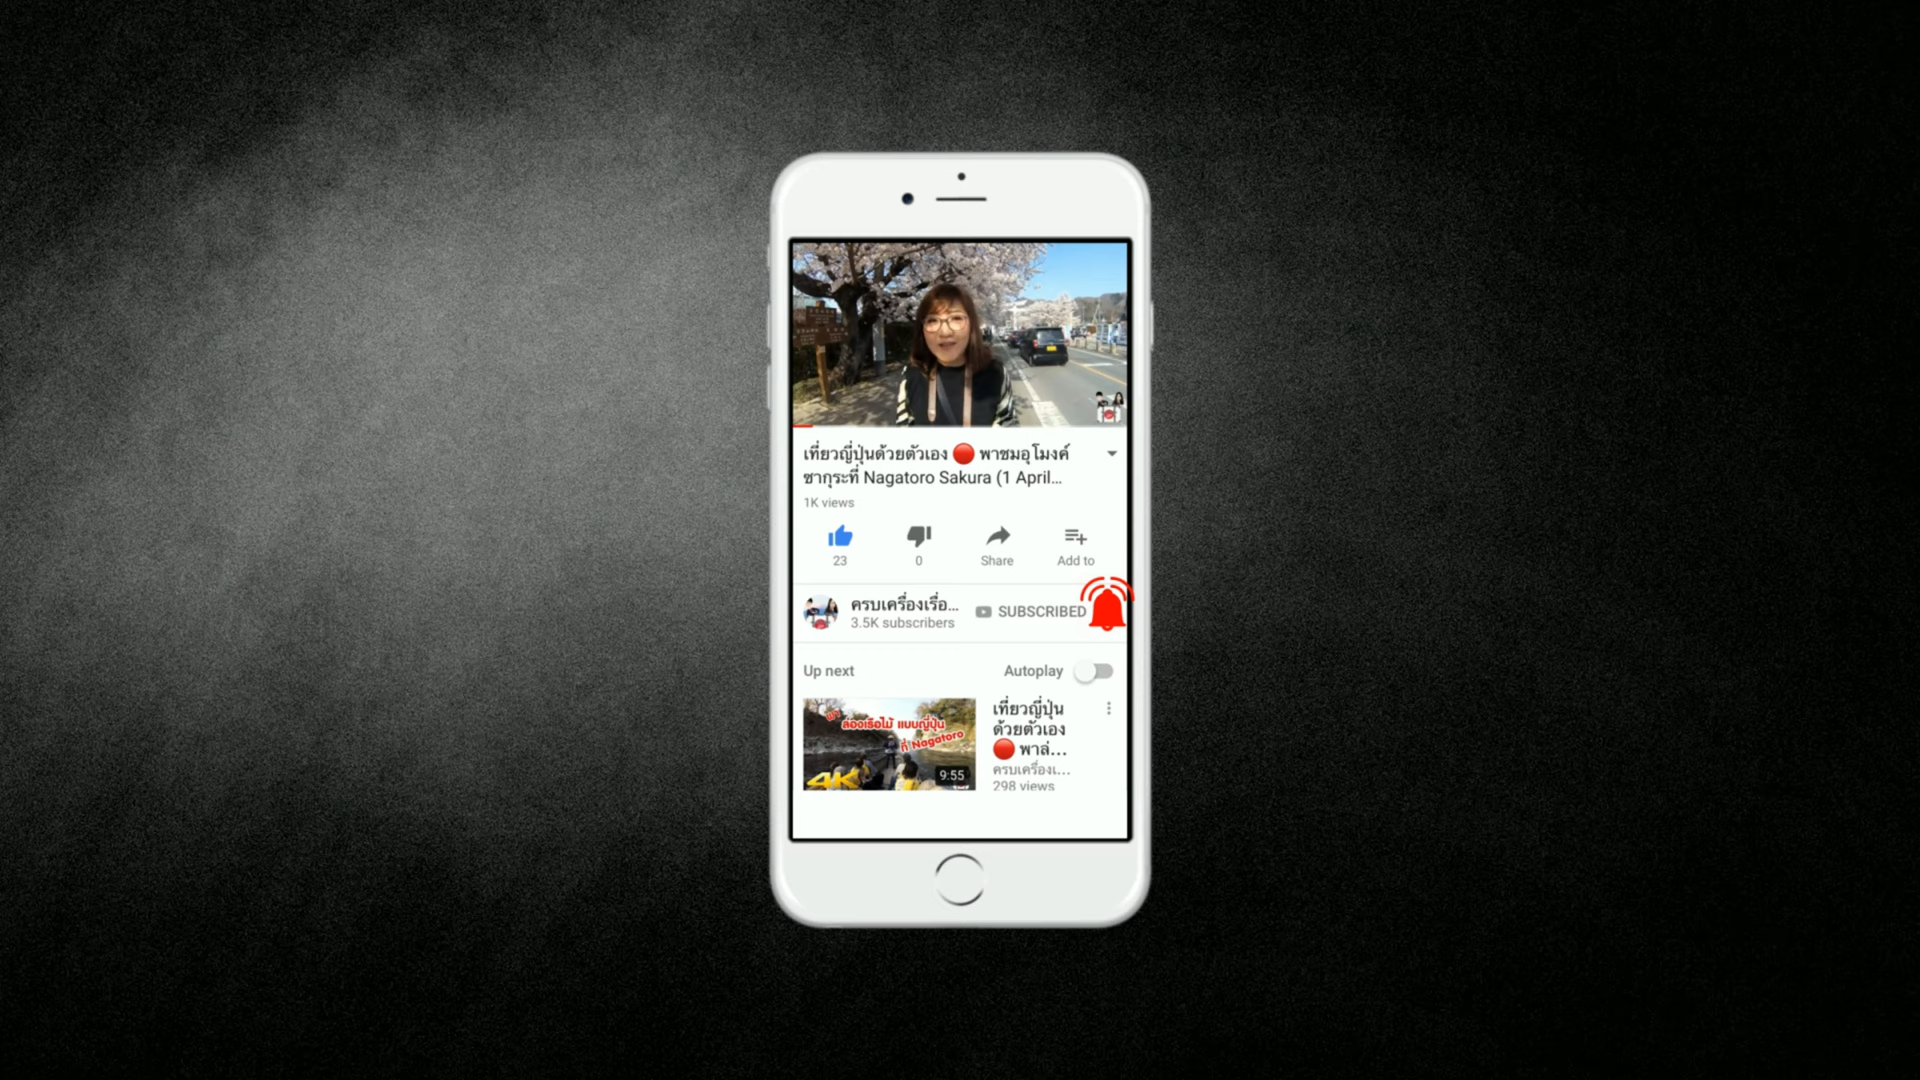 เที่ยวญี่ปุ่นด้วยตัวเอง 🔴 พาชมอุโมงค์
ซากุระที่ Nagatoro Sakura (1 April...
1K views
23
0
Share
Add to
ครบเครื่องเรื่อ...
3.5K subscribers
SUBSCRIBED
Up next
Autoplay
พา
ล่องเรือไม้ แบบญี่ปุ่น
ที่ Nagatoro
4K
9:55
เที่ยวญี่ปุ่น
ด้วยตัวเอง
🔴 พาล่...
ครบเครื่องเ...
298 views